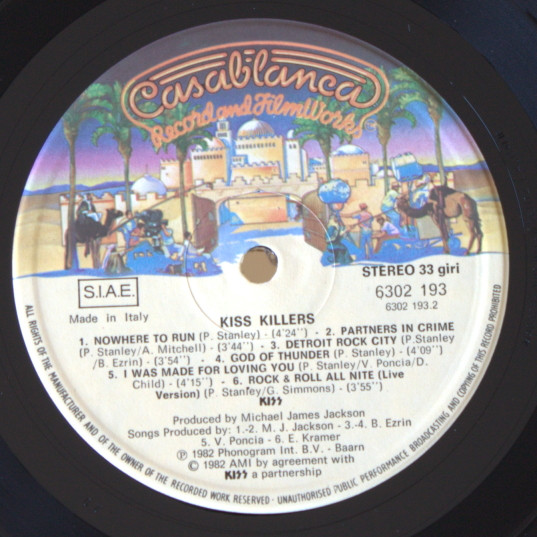 Casablanca
Record and FilmWorks
STEREO 33 giri
S.I.A.E.
6302 193
6302 193.2
Made in Italy
KISS KILLERS
1. NOWHERE TO RUN (P. Stanley) - (4'24") - 2. PARTNERS IN CRIME
(P. Stanley/A. Mitchell) - (3'44") - 3. DETROIT ROCK CITY (P.Stanley
/B. Ezrin) - (3'54") - 4. GOD OF THUNDER (P. Stanley) - (4'09")
5. I WAS MADE FOR LOVING YOU (P. Stanley/V. Poncia/D.
Child) - (4'15") - 6. ROCK & ROLL ALL NITE (Live
Version) (P. Stanley/G. Simmons) - (3'55")
KISS
Produced by Michael James Jackson
Songs Produced by: 1.-2. M. J. Jackson - 3.-4. B. Ezrin
5. V. Poncia - 6. E. Kramer
℗ 1982 Phonogram Int. B.V. - Baarn
© 1982 AMI by agreement with
KISS a partnership
ALL RIGHTS OF THE MANUFACTURER AND OF THE OWNER OF THE RECORDED WORK RESERVED - UNAUTHORISED PUBLIC PERFORMANCE BROADCASTING AND COPYING OF THIS RECORD PROHIBITED